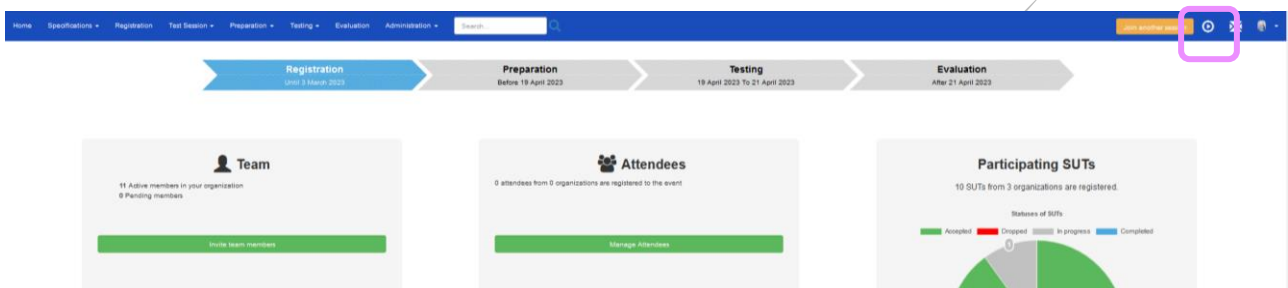 Home Specifications Registration Test Session Preparation Testing Evaluation Administration Search... Join another
Registration
Until 3 March 2023
Preparation
Before 19 April 2023
Testing
19 April 2023 To 21 April 2023
Evaluation
After 21 April 2023
Team
11 Active members in your organization
0 Pending members
Invite team members
Attendees
0 attendees from 0 organizations are registered to the event
Manage Attendees
Participating SUTs
10 SUTs from 3 organizations are registered.
Statuses of SUTs
Accepted Dropped In progress Completed
0